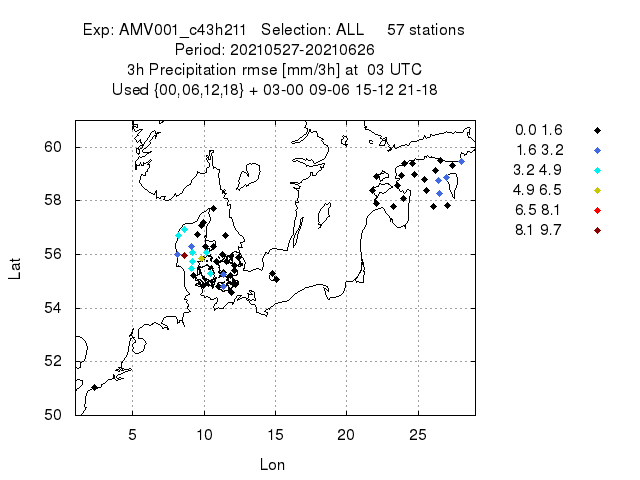 Exp: AMV001_c43h211 Selection: ALL 57 stations
Period: 20210527-20210626
3h Precipitation rmse [mm/3h] at 03 UTC
Used {00,06,12,18} + 03-00 09-06 15-12 21-18
60
58
56
54
52
50
5 10 15 20 25
Lat
Lon
0.0 1.6
1.6 3.2
3.2 4.9
4.9 6.5
6.5 8.1
8.1 9.7